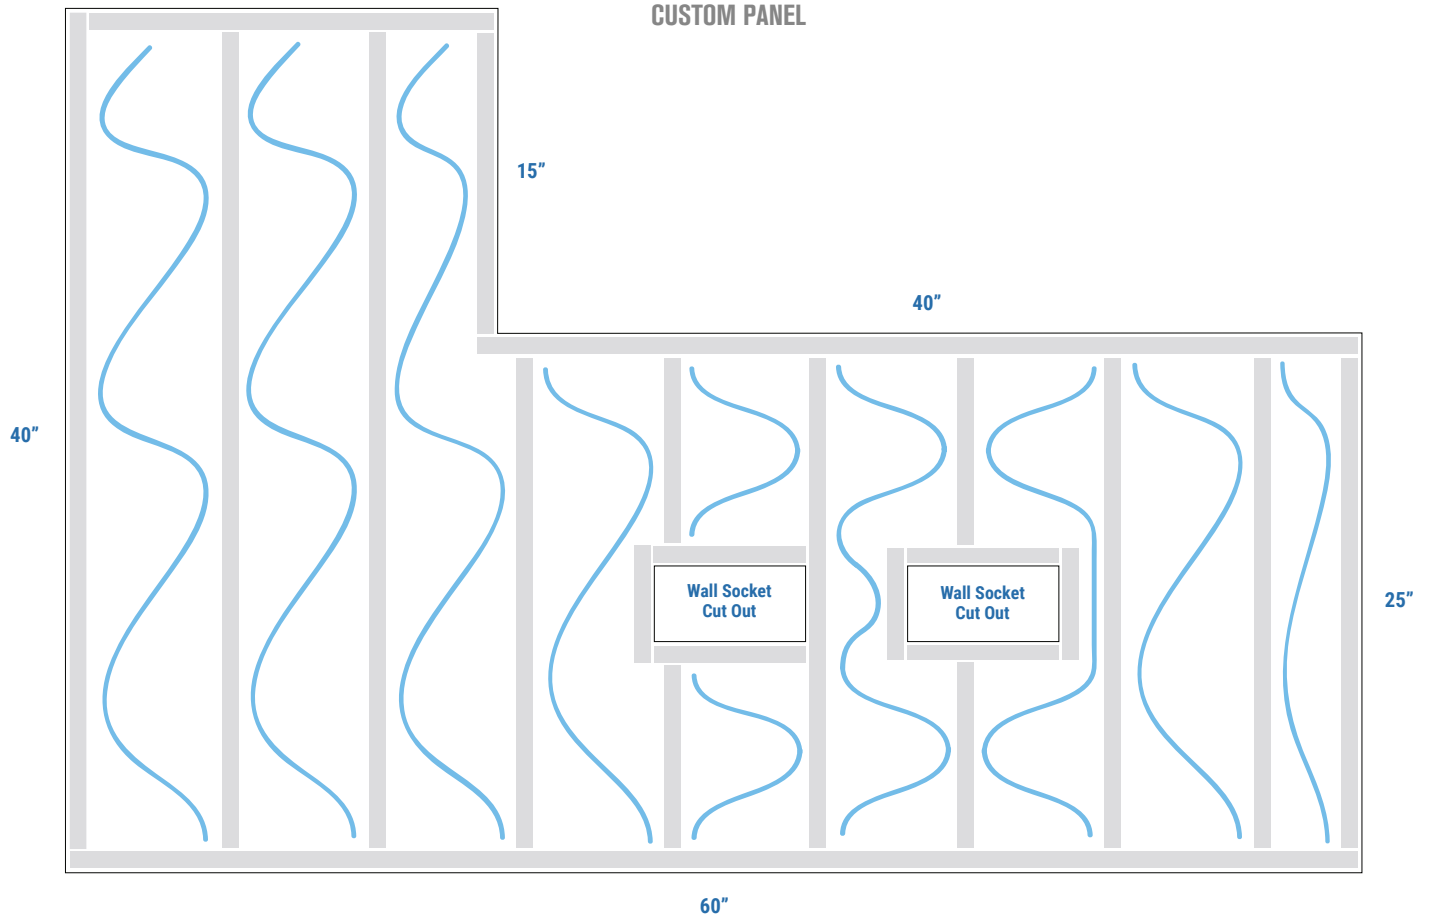 CUSTOM PANEL
15”
40”
40”
Wall Socket
Cut Out
Wall Socket
Cut Out
25”
60”